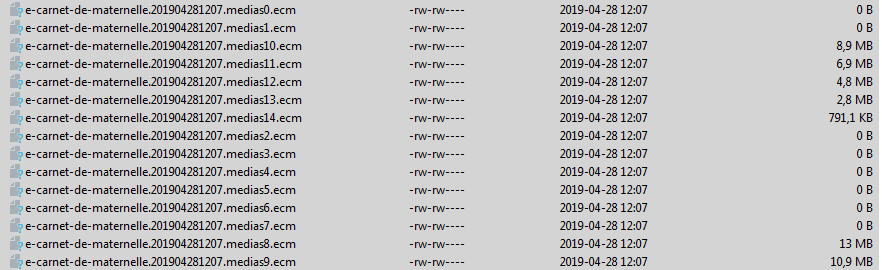 e-carnet-de-maternelle.201904281207.medias0.ecm -rw-rw---- 2019-04-28 12:07 0 B
e-carnet-de-maternelle.201904281207.medias1.ecm -rw-rw---- 2019-04-28 12:07 0 B
e-carnet-de-maternelle.201904281207.medias10.ecm -rw-rw---- 2019-04-28 12:07 8,9 MB
e-carnet-de-maternelle.201904281207.medias11.ecm -rw-rw---- 2019-04-28 12:07 6,9 MB
e-carnet-de-maternelle.201904281207.medias12.ecm -rw-rw---- 2019-04-28 12:07 4,8 MB
e-carnet-de-maternelle.201904281207.medias13.ecm -rw-rw---- 2019-04-28 12:07 2,8 MB
e-carnet-de-maternelle.201904281207.medias14.ecm -rw-rw---- 2019-04-28 12:07 791,1 KB
e-carnet-de-maternelle.201904281207.medias2.ecm -rw-rw---- 2019-04-28 12:07 0 B
e-carnet-de-maternelle.201904281207.medias3.ecm -rw-rw---- 2019-04-28 12:07 0 B
e-carnet-de-maternelle.201904281207.medias4.ecm -rw-rw---- 2019-04-28 12:07 0 B
e-carnet-de-maternelle.201904281207.medias5.ecm -rw-rw---- 2019-04-28 12:07 0 B
e-carnet-de-maternelle.201904281207.medias6.ecm -rw-rw---- 2019-04-28 12:07 0 B
e-carnet-de-maternelle.201904281207.medias7.ecm -rw-rw---- 2019-04-28 12:07 0 B
e-carnet-de-maternelle.201904281207.medias8.ecm -rw-rw---- 2019-04-28 12:07 13 MB
e-carnet-de-maternelle.201904281207.medias9.ecm -rw-rw---- 2019-04-28 12:07 10,9 MB